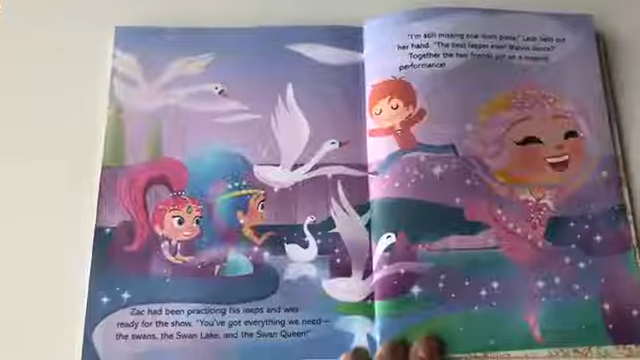 Zac had been practicing his leaps and was
ready for the show. "You've got everything we need—
the swans, the Swan Lake, and the Swan Queen!"
"I'm still missing one more piece!" Leah held out
her hand. "The best leaper ever! Wanna dance?"
Together the two friends put on a magical
performance!